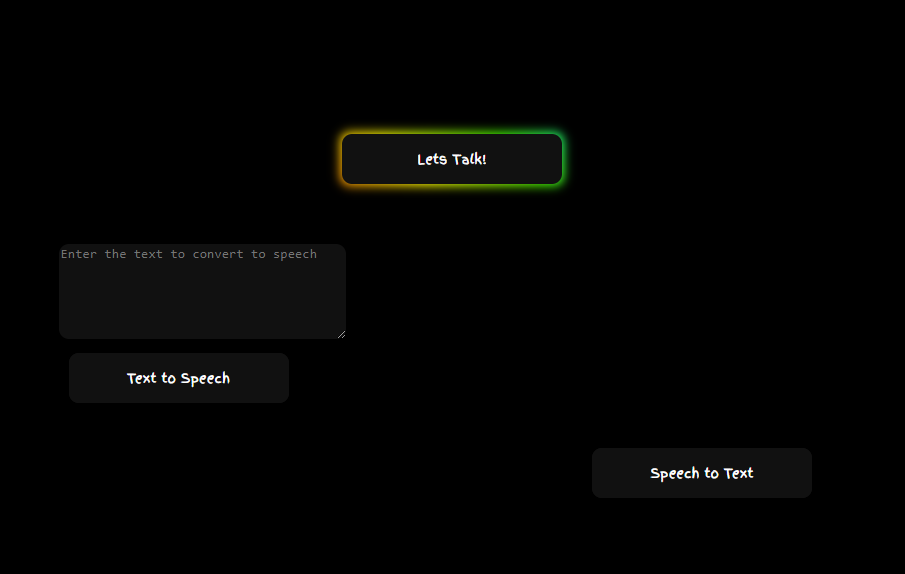 Lets Talk!
Enter the text to convert to speech
Text to Speech
Speech to Text